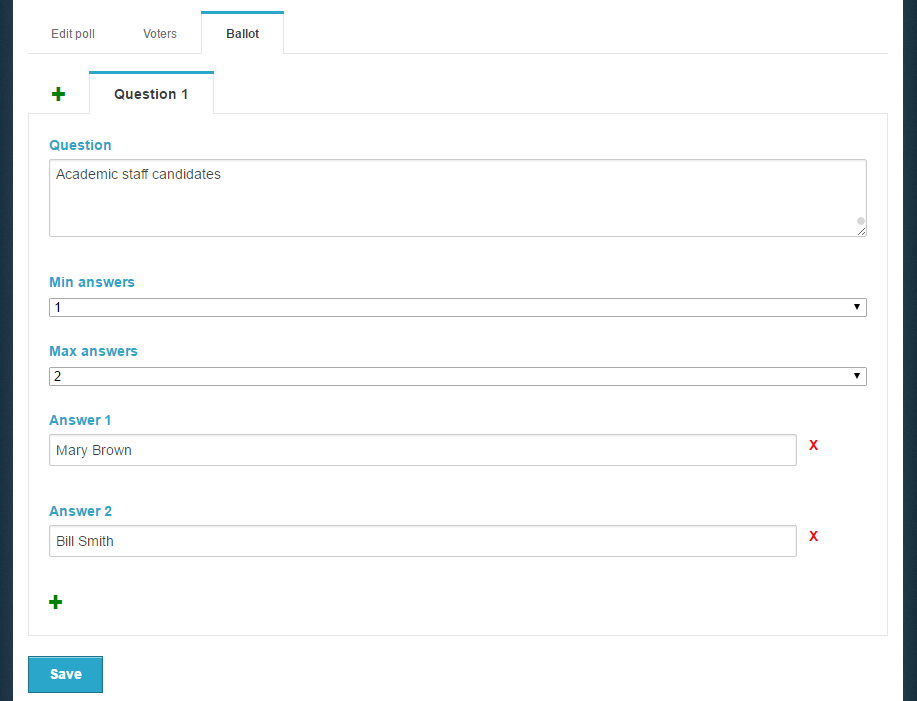 Edit poll Voters Ballot
Question 1
Question
Academic staff candidates
Min answers
1
Max answers
2
Answer 1
Mary Brown
X
Answer 2
Bill Smith
X
Save